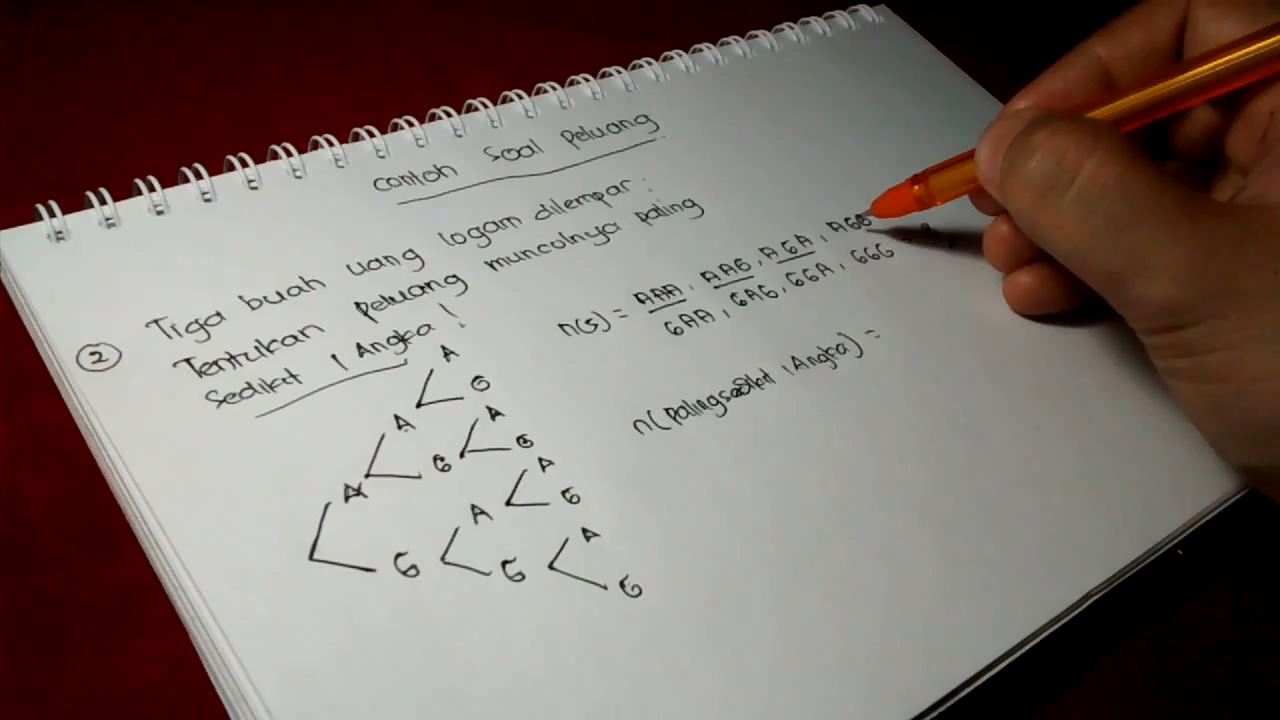 Contoh Soal Peluang
2 Tiga buah uang logam dilempar.
Tentukan Peluang munculnya paling
Sedikit 1 Angka!
A
A G
A
A G G
A
A G
A
G G G
n(s) = AAA, AAG, AGA, AGG
GAA, GAG, GGA, GGG = 8
n(Paling sedikit 1 Angka) =